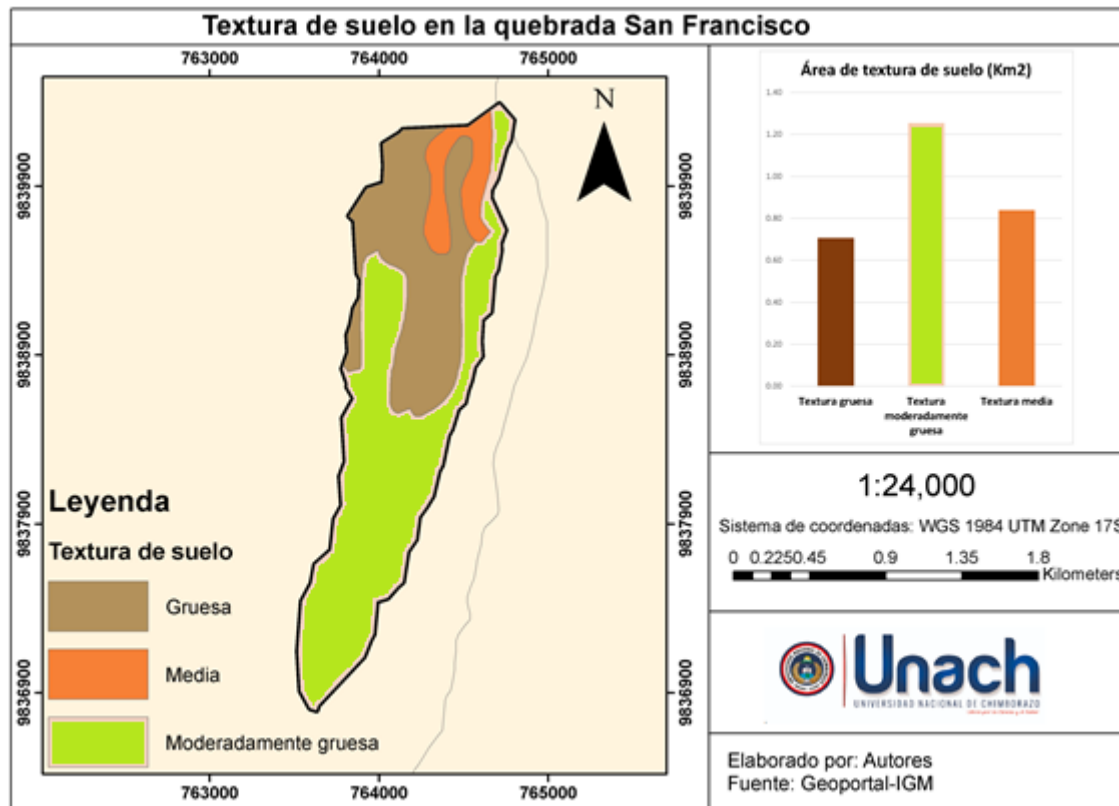 Textura de suelo en la quebrada San Francisco
763000 764000 765000
9839900
9838900
9837900
9836900
N
Leyenda
Textura de suelo
Gruesa
Media
Moderadamente gruesa
763000 764000 765000
9839900
9838900
9837900
9836900
Área de textura de suelo (Km2)
1.40
1.20
1.00
0.80
0.60
0.40
0.20
0.00
Textura gruesa
Textura
moderadamente
gruesa
Textura media
1:24,000
Sistema de coordenadas: WGS 1984 UTM Zone 17S
0 0.2250.45 0.9 1.35 1.8
Kilometers
Unach
UNIVERSIDAD NACIONAL DE CHIMBORAZO
Elaborado por: Autores
Fuente: Geoportal-IGM